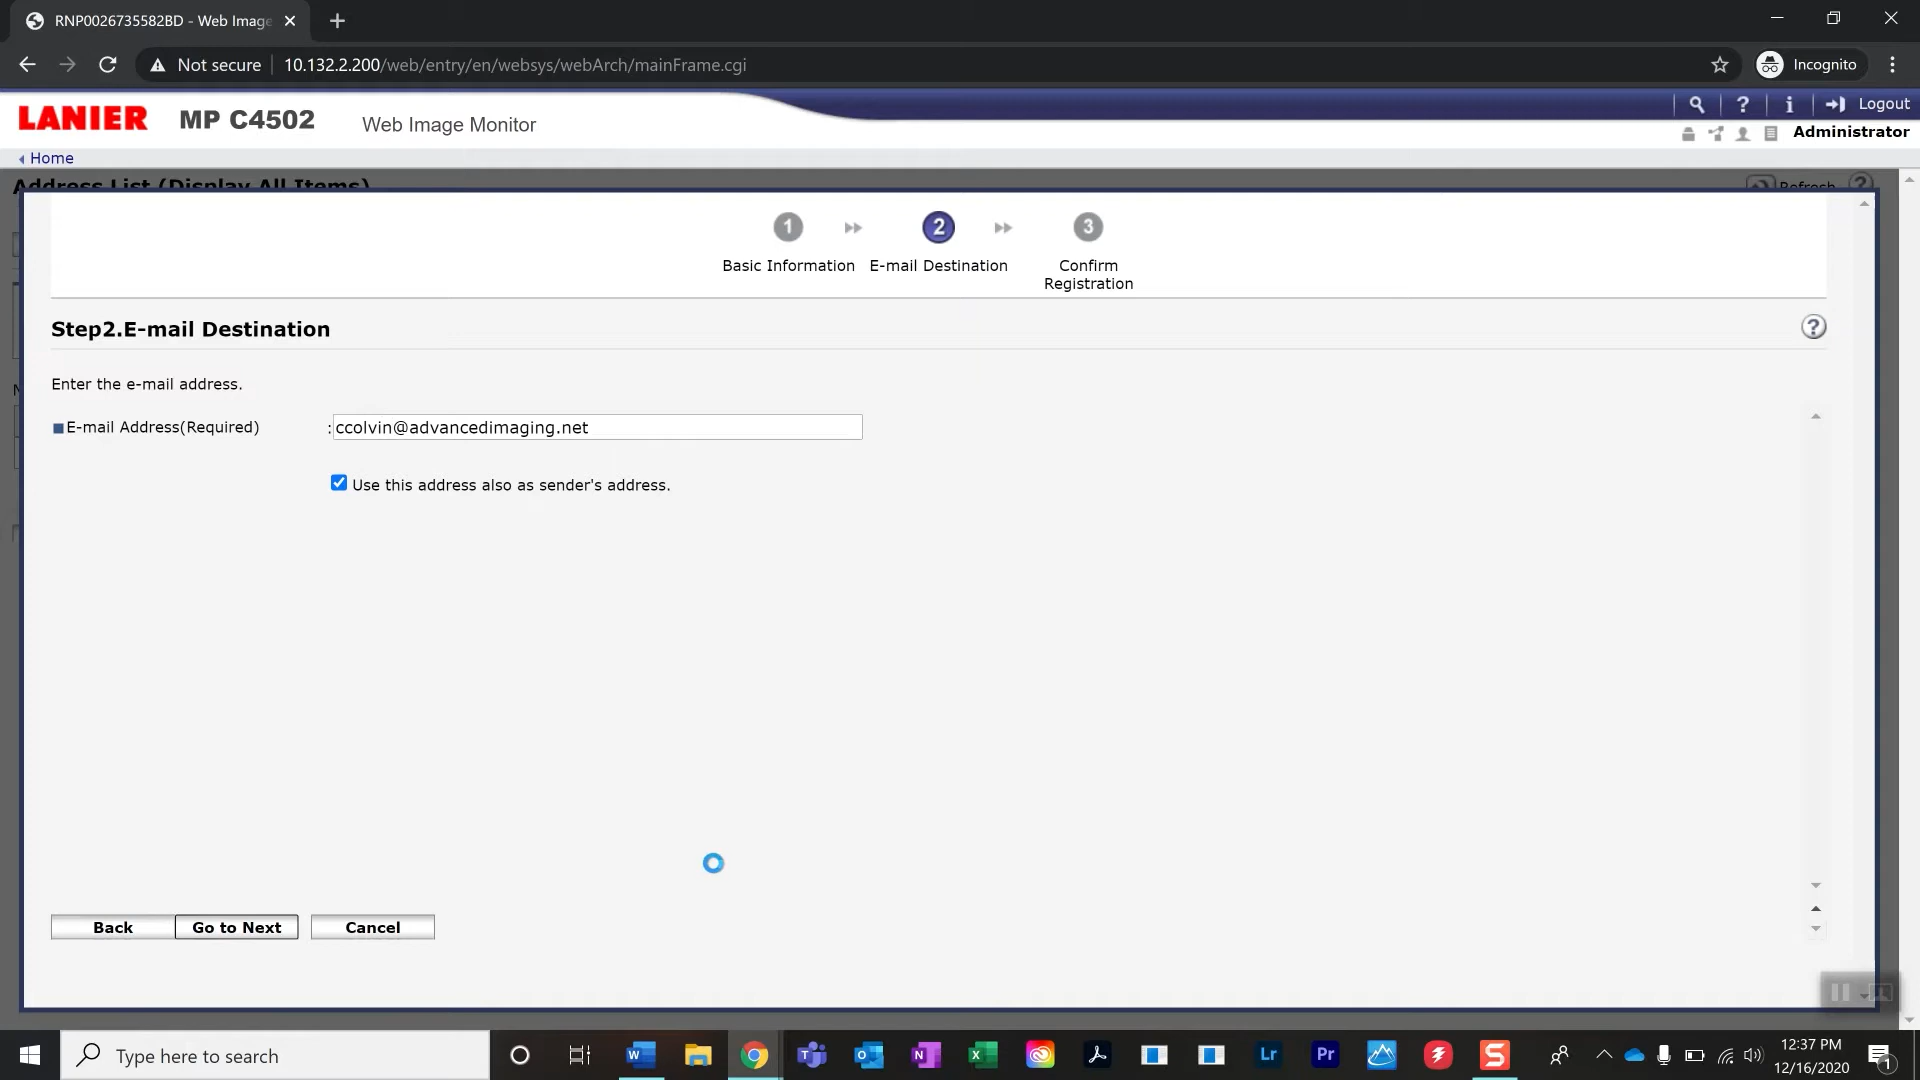 RNP0026735582BD - Web Image
Not secure
10.132.2.200/web/entry/en/websys/webArch/mainFrame.cgi
Incognito
LANIER
MP C4502
Web Image Monitor
? i Logout
Administrator
Home
Address List (Display All Items)
Refresh ?
1 2 3
Basic Information
E-mail Destination
Confirm
Registration
Step2.E-mail Destination
?
Enter the e-mail address.
E-mail Address(Required)
:ccolvin@advancedimaging.net
Use this address also as sender's address.
Back
Go to Next
Cancel
Type here to search
Lr
Pr
12:37 PM
12/16/2020
1